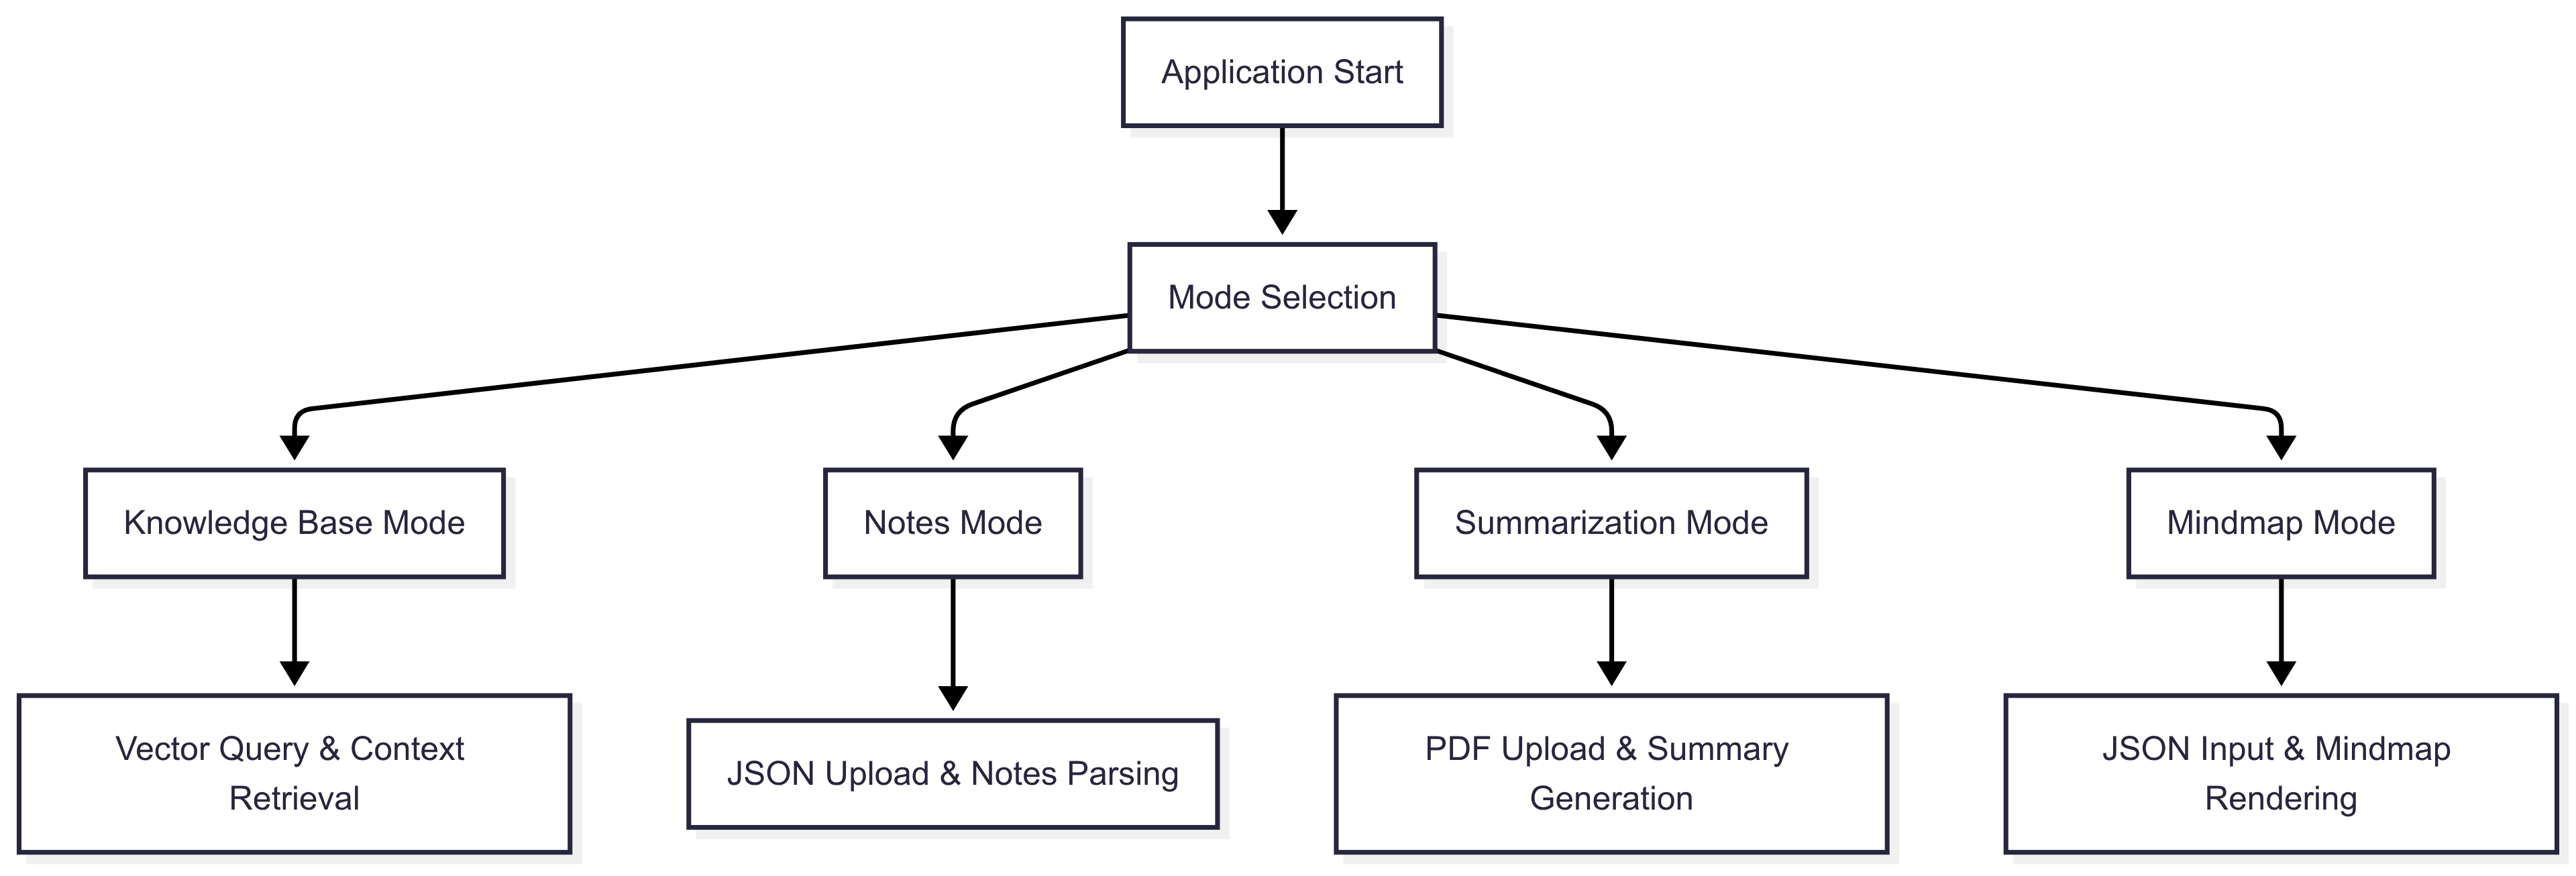 Application Start
Mode Selection
Knowledge Base Mode
Notes Mode
Summarization Mode
Mindmap Mode
Vector Query & Context
Retrieval
JSON Upload & Notes Parsing
PDF Upload & Summary
Generation
JSON Input & Mindmap
Rendering